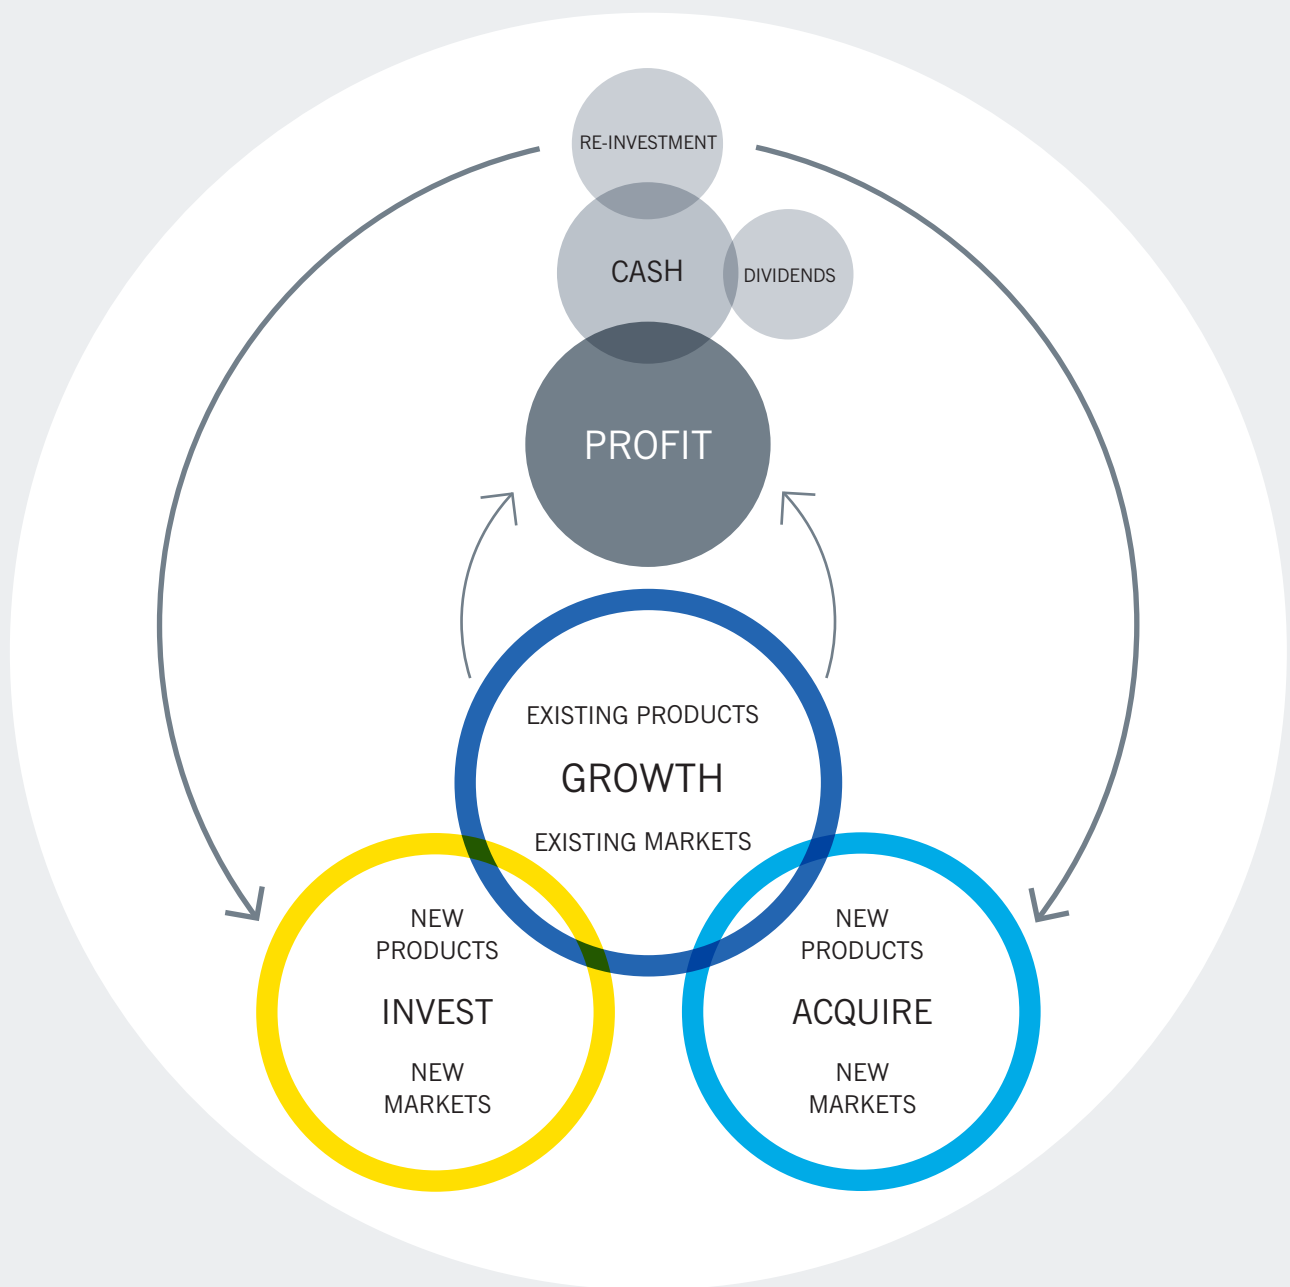 RE-INVESTMENT
CASH
DIVIDENDS
PROFIT
EXISTING PRODUCTS
GROWTH
EXISTING MARKETS
NEW
PRODUCTS
INVEST
NEW
MARKETS
NEW
PRODUCTS
ACQUIRE
NEW
MARKETS